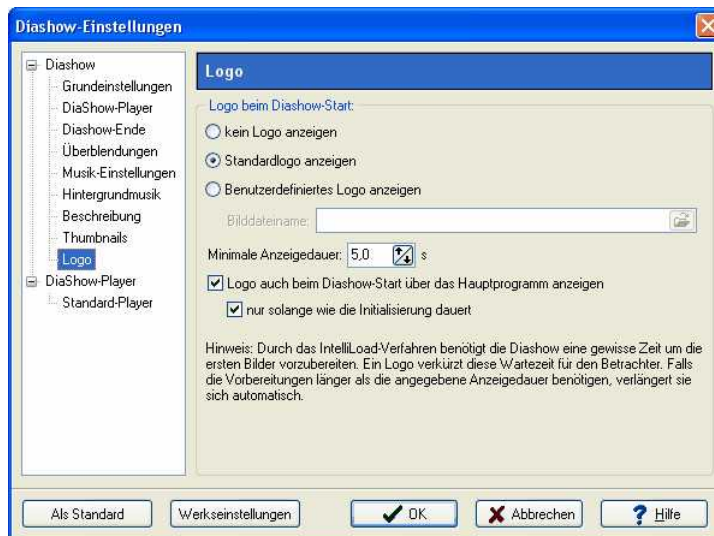 Diashow-Einstellungen
Diashow
Grundeinstellungen
DiaShow-Player
Diashow-Ende
Überblendungen
Musik-Einstellungen
Hintergrundmusik
Beschreibung
Thumbnails
Logo
DiaShow-Player
Standard-Player
Logo
Logo beim Diashow-Start:
kein Logo anzeigen
Standardlogo anzeigen
Benutzerdefiniertes Logo anzeigen
Bilddateiname:
Minimale Anzeigedauer: 5,0 s
Logo auch beim Diashow-Start über das Hauptprogramm anzeigen
nur solange wie die Initialisierung dauert
Hinweis: Durch das IntelliLoad-Verfahren benötigt die Diashow eine gewisse Zeit um die
ersten Bilder vorzubereiten. Ein Logo verkürzt diese Wartezeit für den Betrachter. Falls
die Vorbereitungen länger als die angegebene Anzeigedauer benötigen, verlängert sie
sich automatisch.
Als Standard Werkseinstellungen OK Abbrechen Hilfe